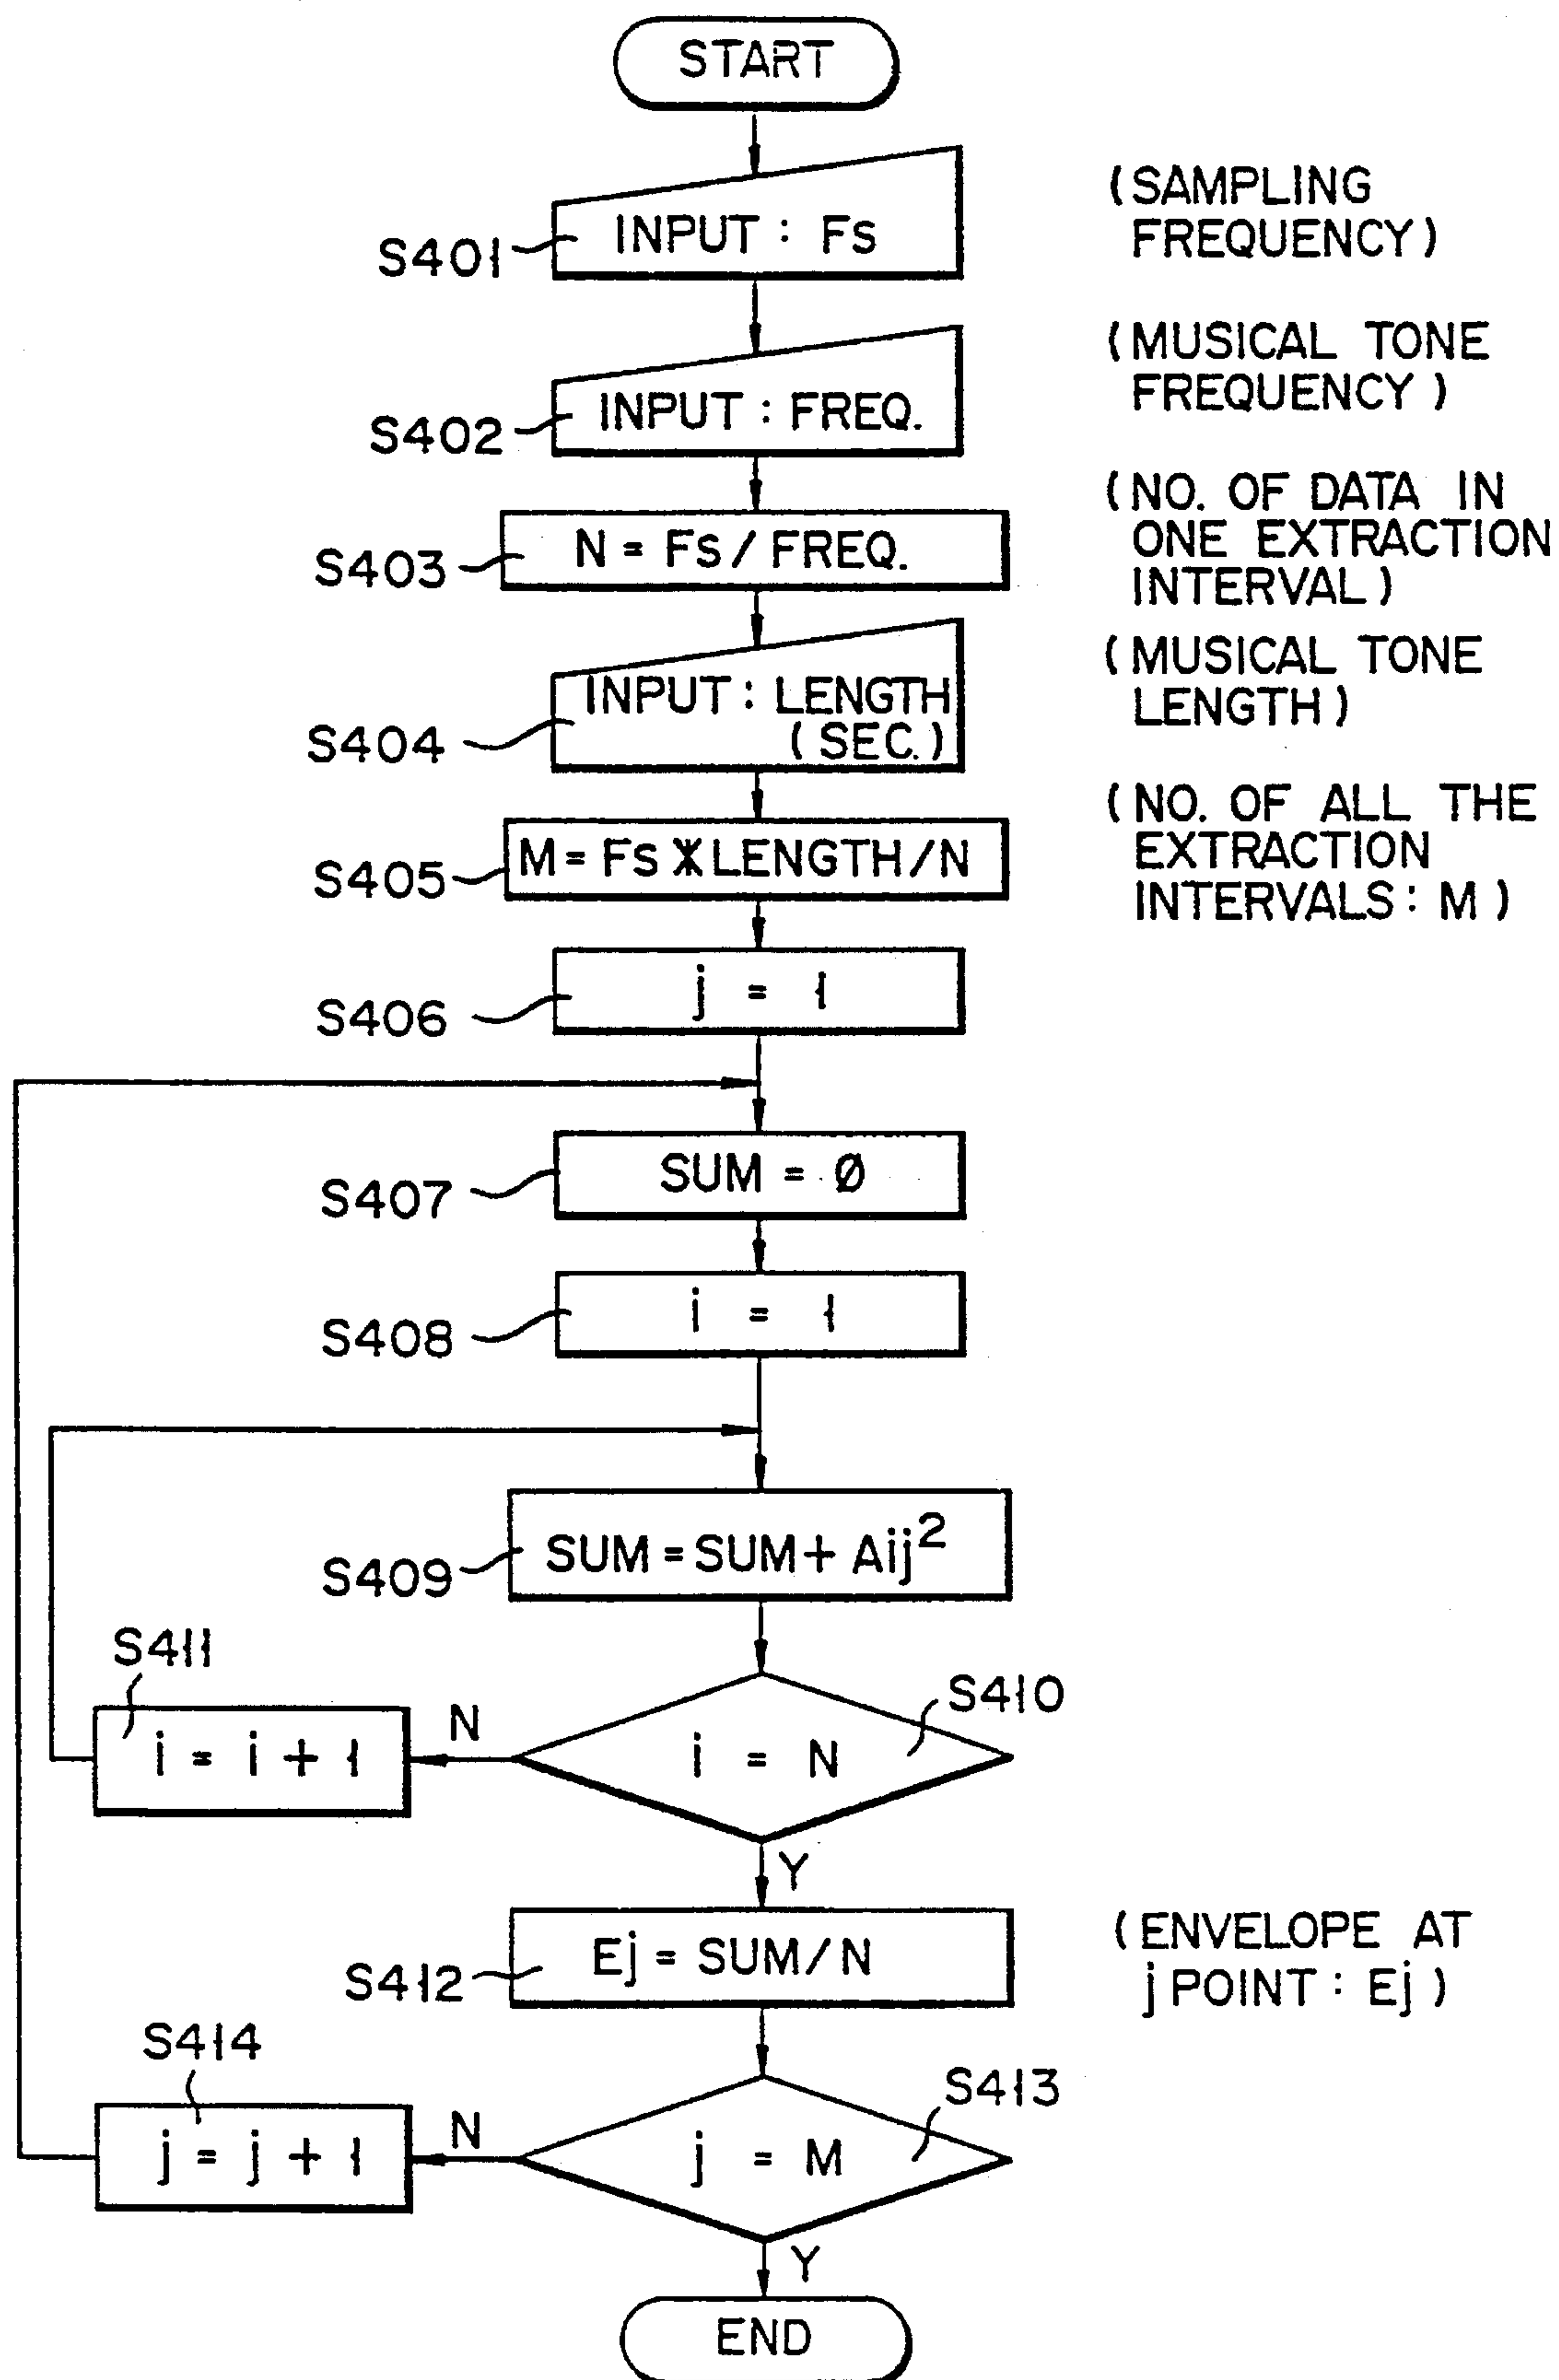 START
INPUT : Fs
S401
(SAMPLING
FREQUENCY)
INPUT : FREQ.
S402
(MUSICAL TONE
FREQUENCY)
N = Fs / FREQ.
S403
(NO. OF DATA IN
ONE EXTRACTION
INTERVAL)
INPUT : LENGTH
(SEC.)
S404
(MUSICAL TONE
LENGTH)
M = Fs * LENGTH / N
S405
(NO. OF ALL THE
EXTRACTION
INTERVALS : M)
j = 1
S406
SUM = Ø
S407
i = 1
S408
SUM = SUM + Aij²
S409
S411
i = i + 1
N
S410
i = N
Y
Ej = SUM / N
S412
(ENVELOPE AT
j POINT : Ej)
S414
j = j + 1
N
S413
j = M
Y
END